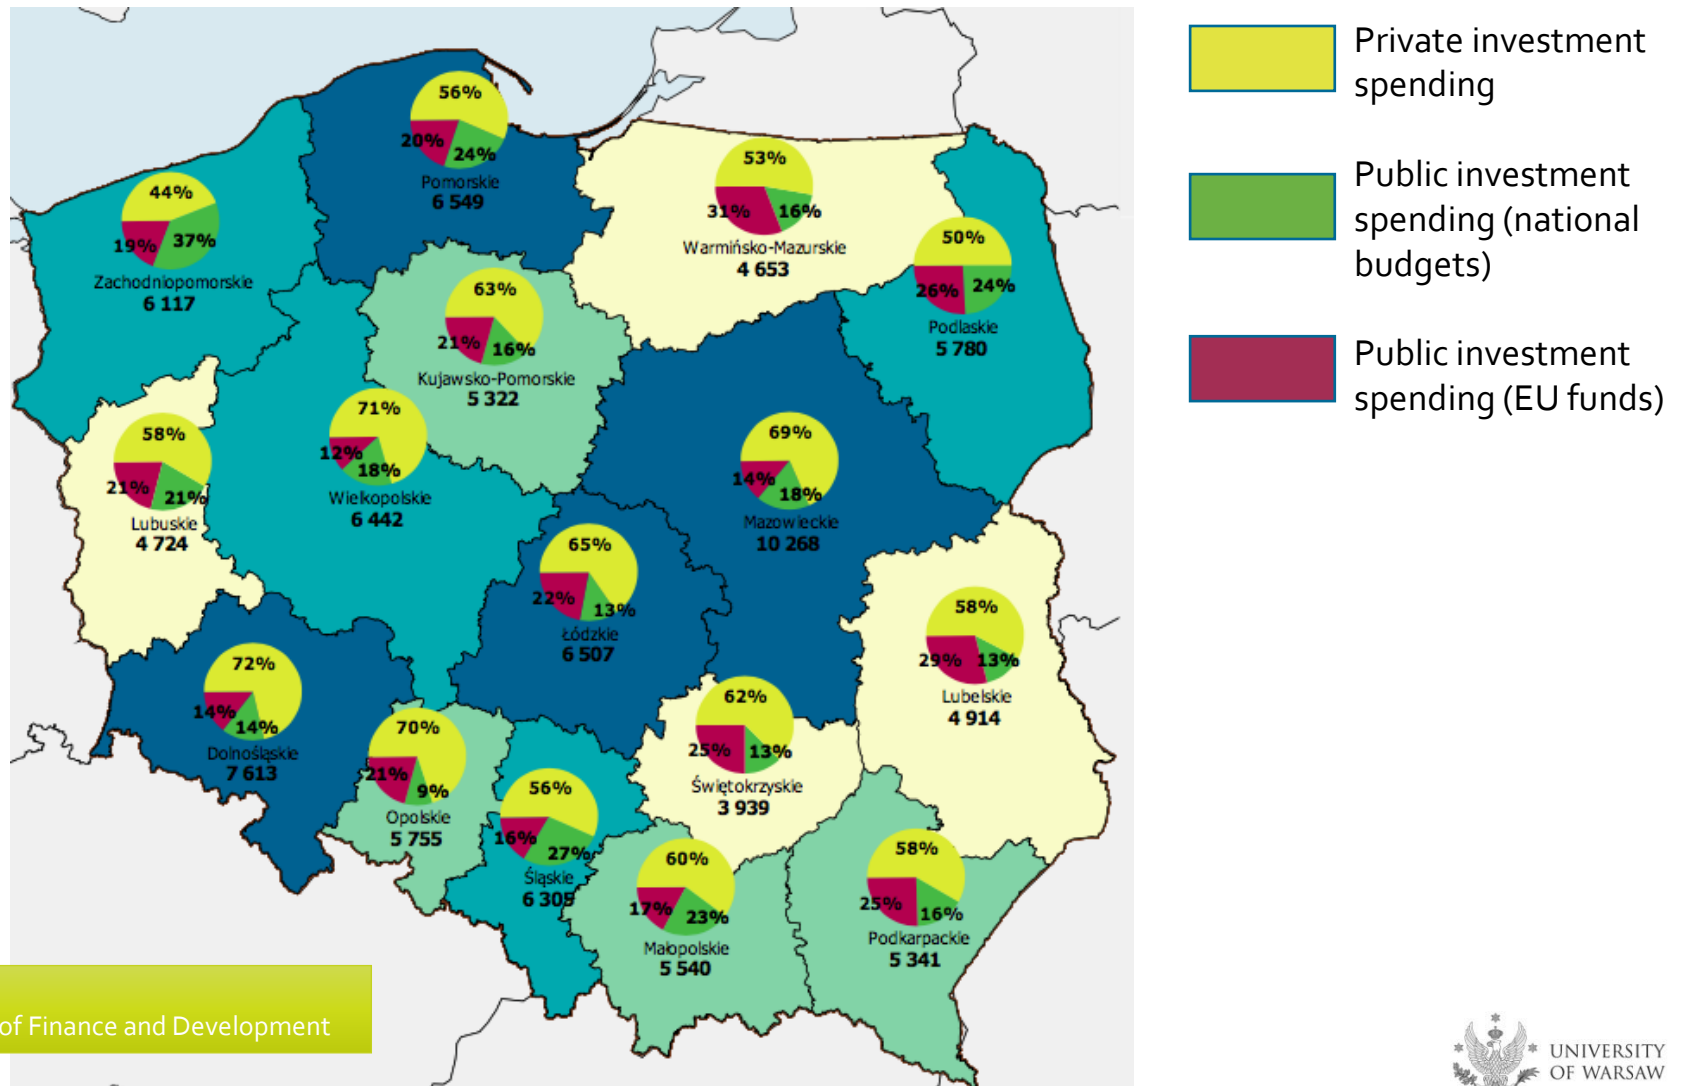 56%
20%
24%
Pomorskie
6 549
53%
31%
16%
Warmińsko-Mazurskie
4 653
44%
19%
37%
Zachodniopomorskie
6 117
50%
26%
24%
Podlaskie
5 780
63%
21%
16%
Kujawsko-Pomorskie
5 322
71%
12%
18%
Wielkopolskie
6 442
58%
21%
21%
Lubuskie
4 724
69%
14%
18%
Mazowieckie
10 268
65%
22%
13%
Łódzkie
6 507
58%
29%
13%
Lubelskie
4 914
72%
14%
14%
Dolnośląskie
7 613
70%
21%
9%
Opolskie
5 755
62%
25%
13%
Świętokrzyskie
3 939
56%
16%
27%
Śląskie
6 305
60%
17%
23%
Małopolskie
5 540
58%
25%
16%
Podkarpackie
5 341
Private investment
spending
Public investment
spending (national
budgets)
Public investment
spending (EU funds)
of Finance and Development
UNIVERSITY
OF WARSAW